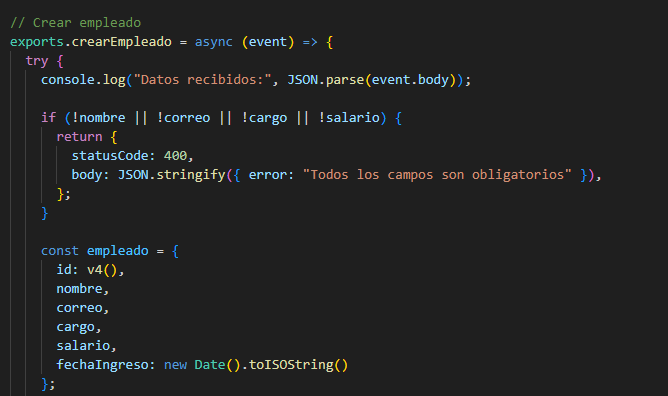 // Crear empleado
exports.crearEmpleado = async (event) => {
try {
console.log("Datos recibidos:", JSON.parse(event.body));
if (!nombre || !correo || !cargo || !salario) {
return {
statusCode: 400,
body: JSON.stringify({ error: "Todos los campos son obligatorios" }),
};
}
const empleado = {
id: v4(),
nombre,
correo,
cargo,
salario,
fechaIngreso: new Date().toISOString()
};